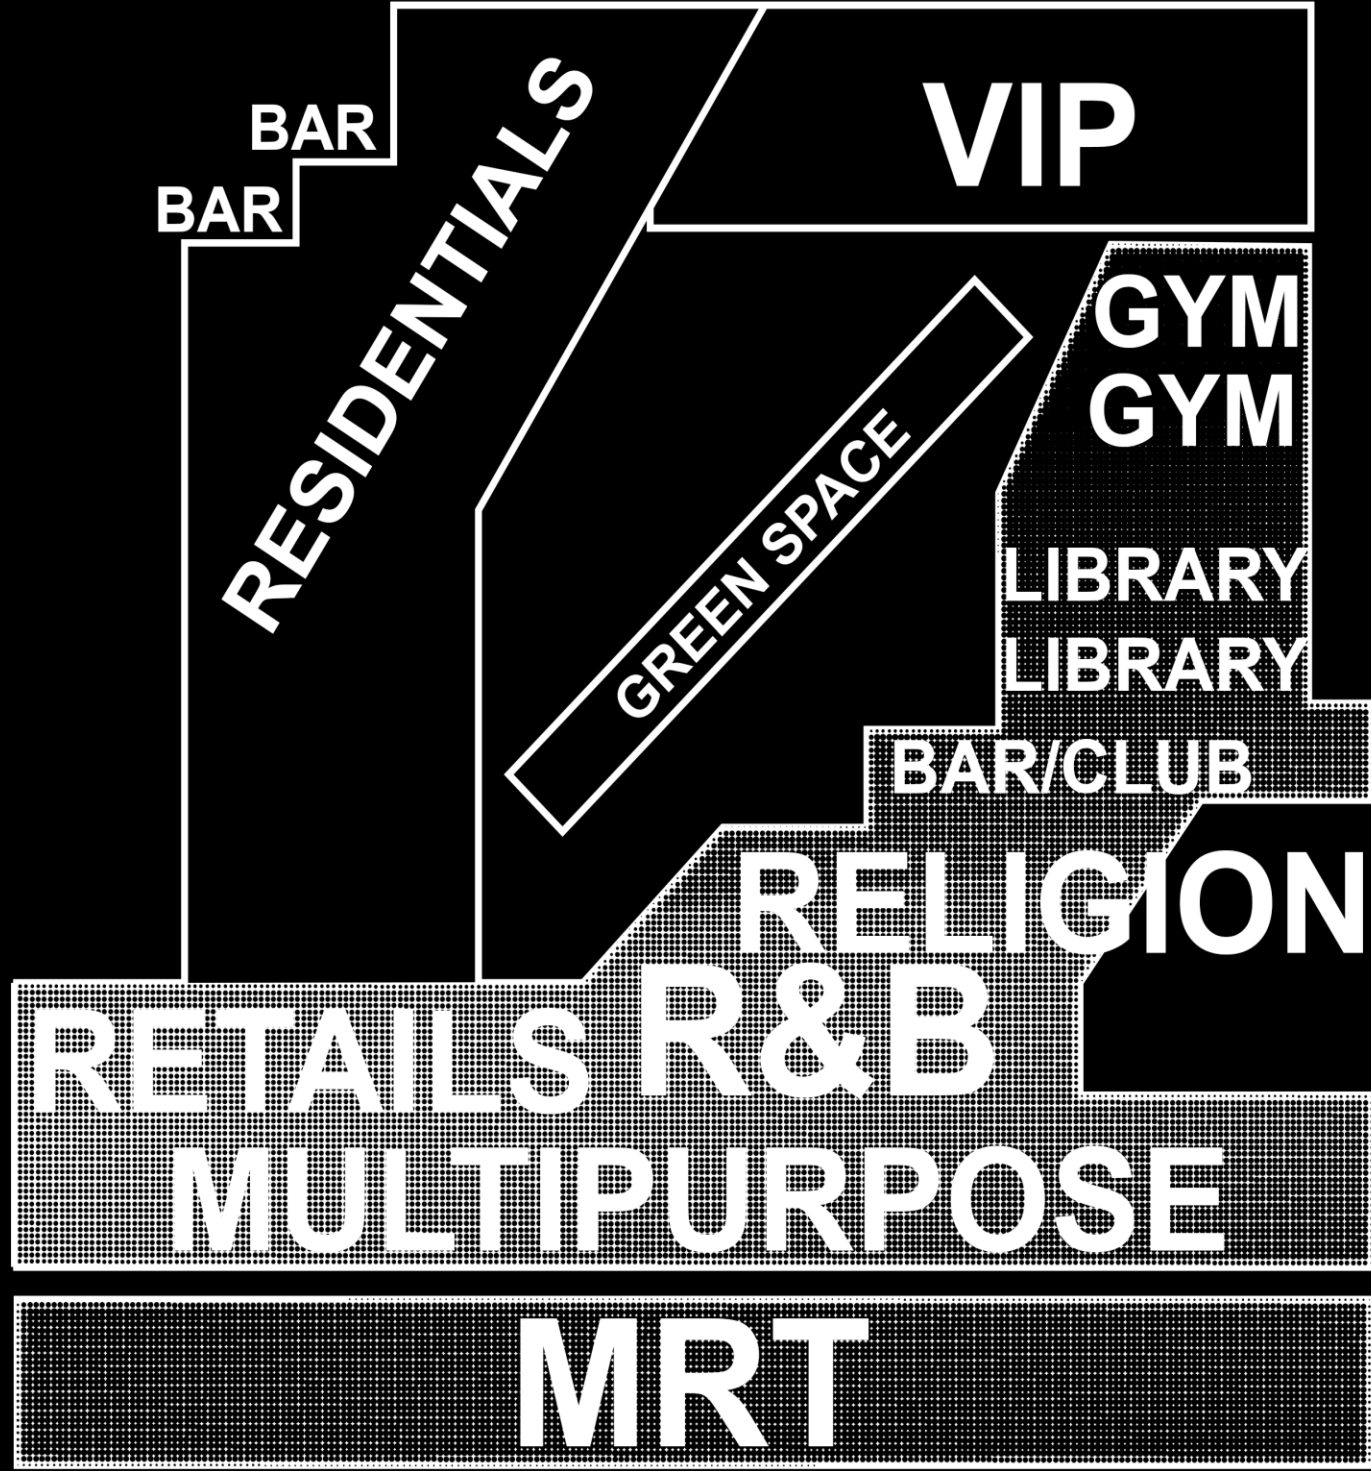 BAR
BAR
RESIDENTIALS
VIP
GYM
GYM
GREEN SPACE
LIBRARY
LIBRARY
BAR/CLUB
RELIGION
RETAILS
R&B
MULTIPURPOSE
MRT